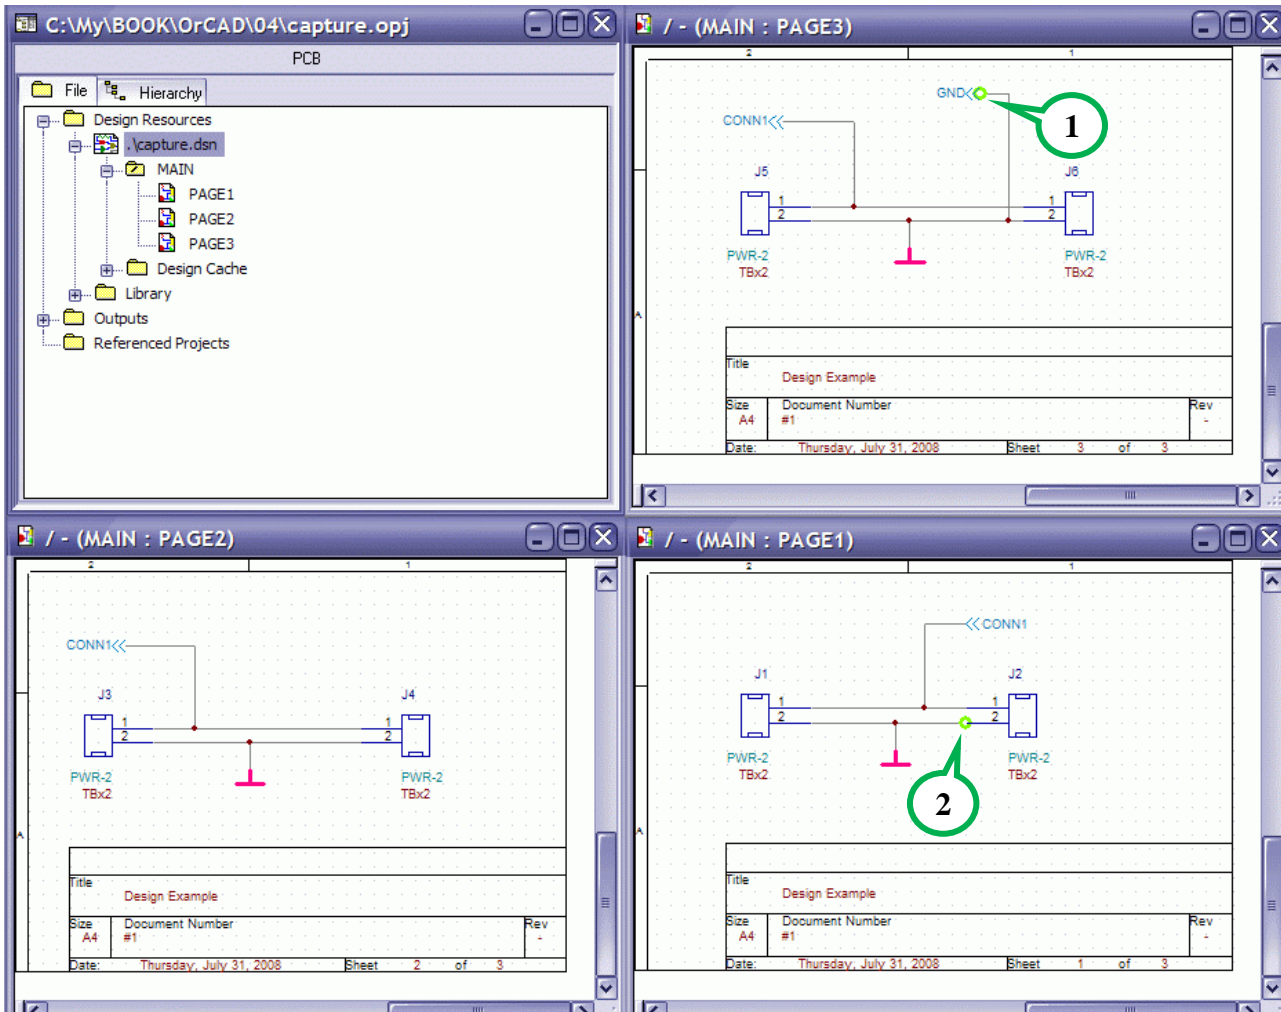 C:\My\BOOK\OrCAD\04\capture.opj
PCB
File
Hierarchy
Design Resources
.\capture.dsn
MAIN
PAGE1
PAGE2
PAGE3
Design Cache
Library
Outputs
Referenced Projects
/ - (MAIN : PAGE3)
2 1
GND
1
CONN1
J5 J6
1 1
2 2
PWR-2 PWR-2
TBx2 TBx2
A
Title
Design Example
Size Document Number Rev
A4 #1 -
Date: Thursday, July 31, 2008 Sheet 3 of 3
/ - (MAIN : PAGE2)
2 1
CONN1
J3 J4
1 1
2 2
PWR-2 PWR-2
TBx2 TBx2
A
Title
Design Example
Size Document Number Rev
A4 #1 -
Date: Thursday, July 31, 2008 Sheet 2 of 3
/ - (MAIN : PAGE1)
2 1
CONN1
J1 J2
1 1
2 2
PWR-2 PWR-2
TBx2 TBx2
2
A
Title
Design Example
Size Document Number Rev
A4 #1 -
Date: Thursday, July 31, 2008 Sheet 1 of 3